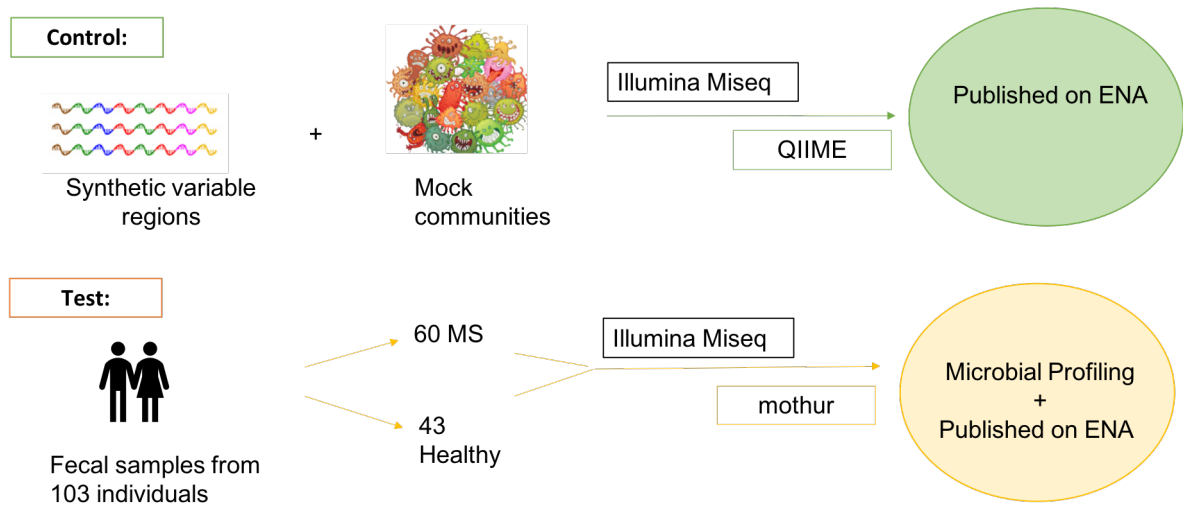 Control:
+
Synthetic variable
regions
Mock
communities
Illumina Miseq
QIIME
Published on ENA
Test:
Fecal samples from
103 individuals
60 MS
43
Healthy
Illumina Miseq
mothur
Microbial Profiling
+
Published on ENA